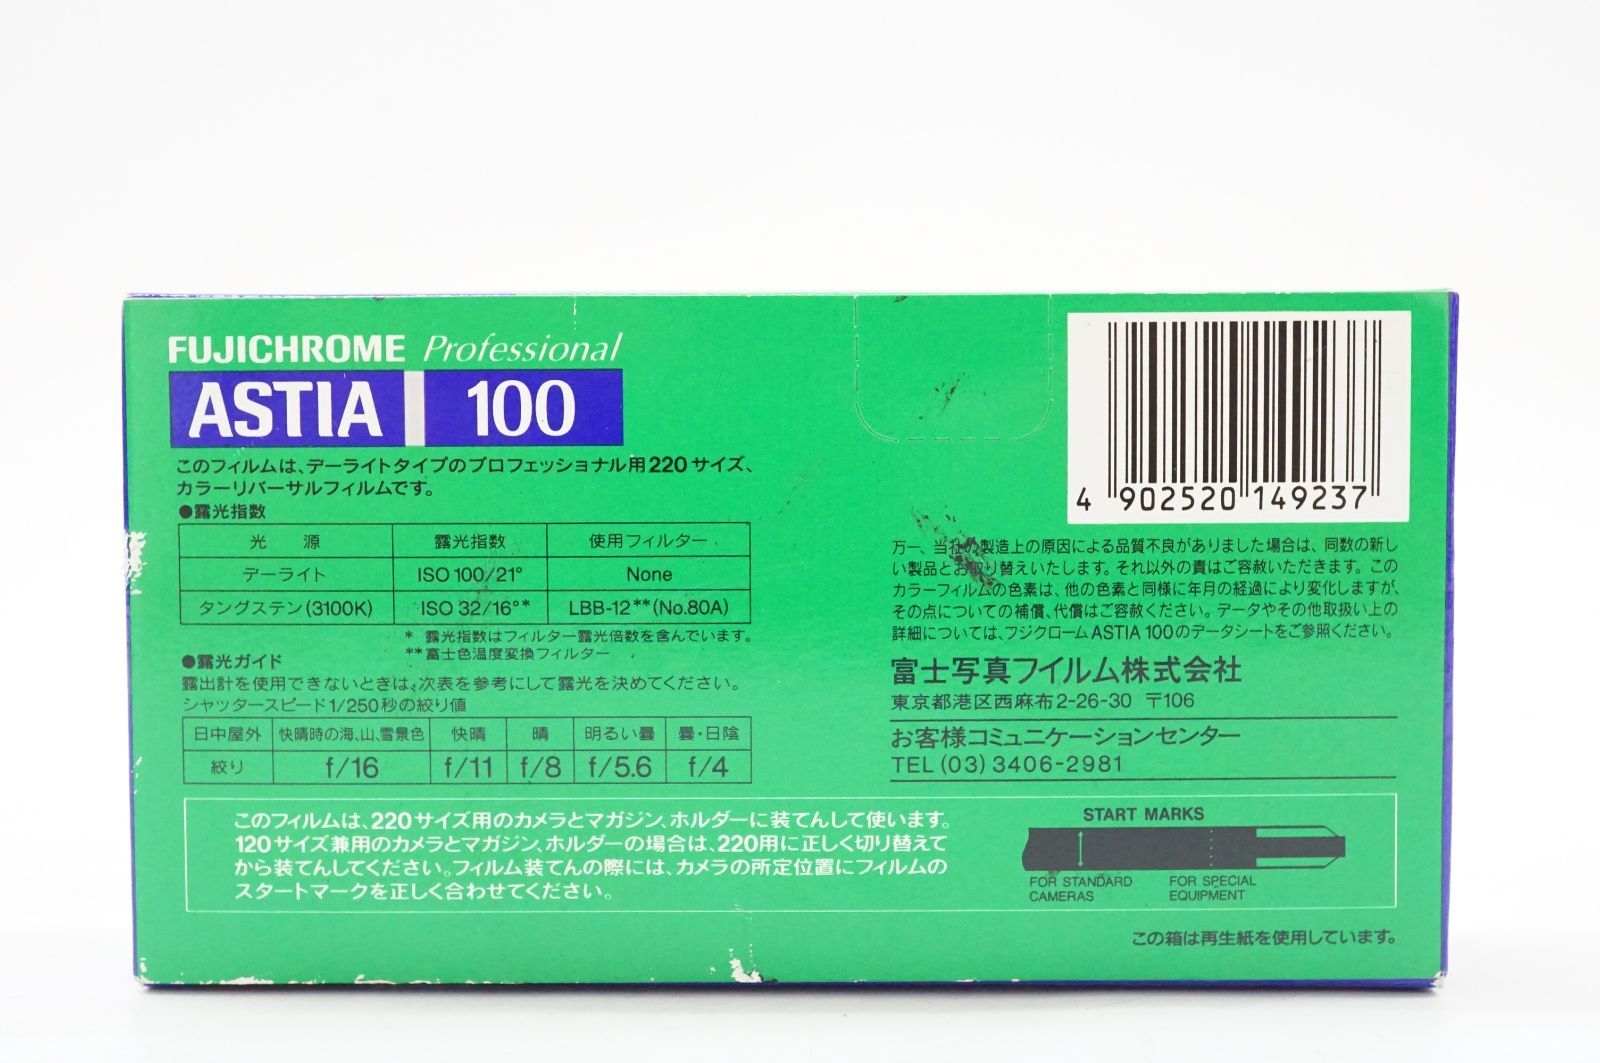 FUJICHROME Professional
ASTIA 100
このフィルムは、デーライトタイプのプロフェッショナル用220サイズ、
カラーリバーサルフィルムです。
●露光指数
光 源 露光指数 使用フィルター
デーライト ISO 100/21° None
タングステン(3100K) ISO 32/16°* LBB-12**(No.80A)
* 露光指数はフィルター露光倍数を含んでいます。
**富士色温度変換フィルター
●露光ガイド
露出計を使用できないときは、次表を参考にして露光を決めてください。
シャッタースピード1/250秒の絞り値
日中屋外 快晴時の海、山、雪景色 快晴 晴 明るい曇 曇・日陰
絞り f/16 f/11 f/8 f/5.6 f/4
4 902520 149237
万一、当社の製造上の原因による品質不良がありました場合は、同数の新し
い製品とお取り替えいたします。それ以外の責はご容赦いただきます。この
カラーフィルムの色素は、他の色素と同様に年月の経過により変化しますが、
その点についての補償、代償はご容赦ください。データやその他取扱い上の
詳細については、フジクロームASTIA 100のデータシートをご参照ください。
富士写真フイルム株式会社
東京都港区西麻布2-26-30 〒106
お客様コミュニケーションセンター
TEL (03) 3406-2981
このフィルムは、220サイズ用のカメラとマガジン、ホルダーに装てんして使います。
120サイズ兼用のカメラとマガジン、ホルダーの場合は、220用に正しく切り替えて
から装てんしてください。フィルム装てんの際には、カメラの所定位置にフィルムの
スタートマークを正しく合わせてください。
START MARKS
FOR STANDARD CAMERAS
FOR SPECIAL EQUIPMENT
この箱は再生紙を使用しています。